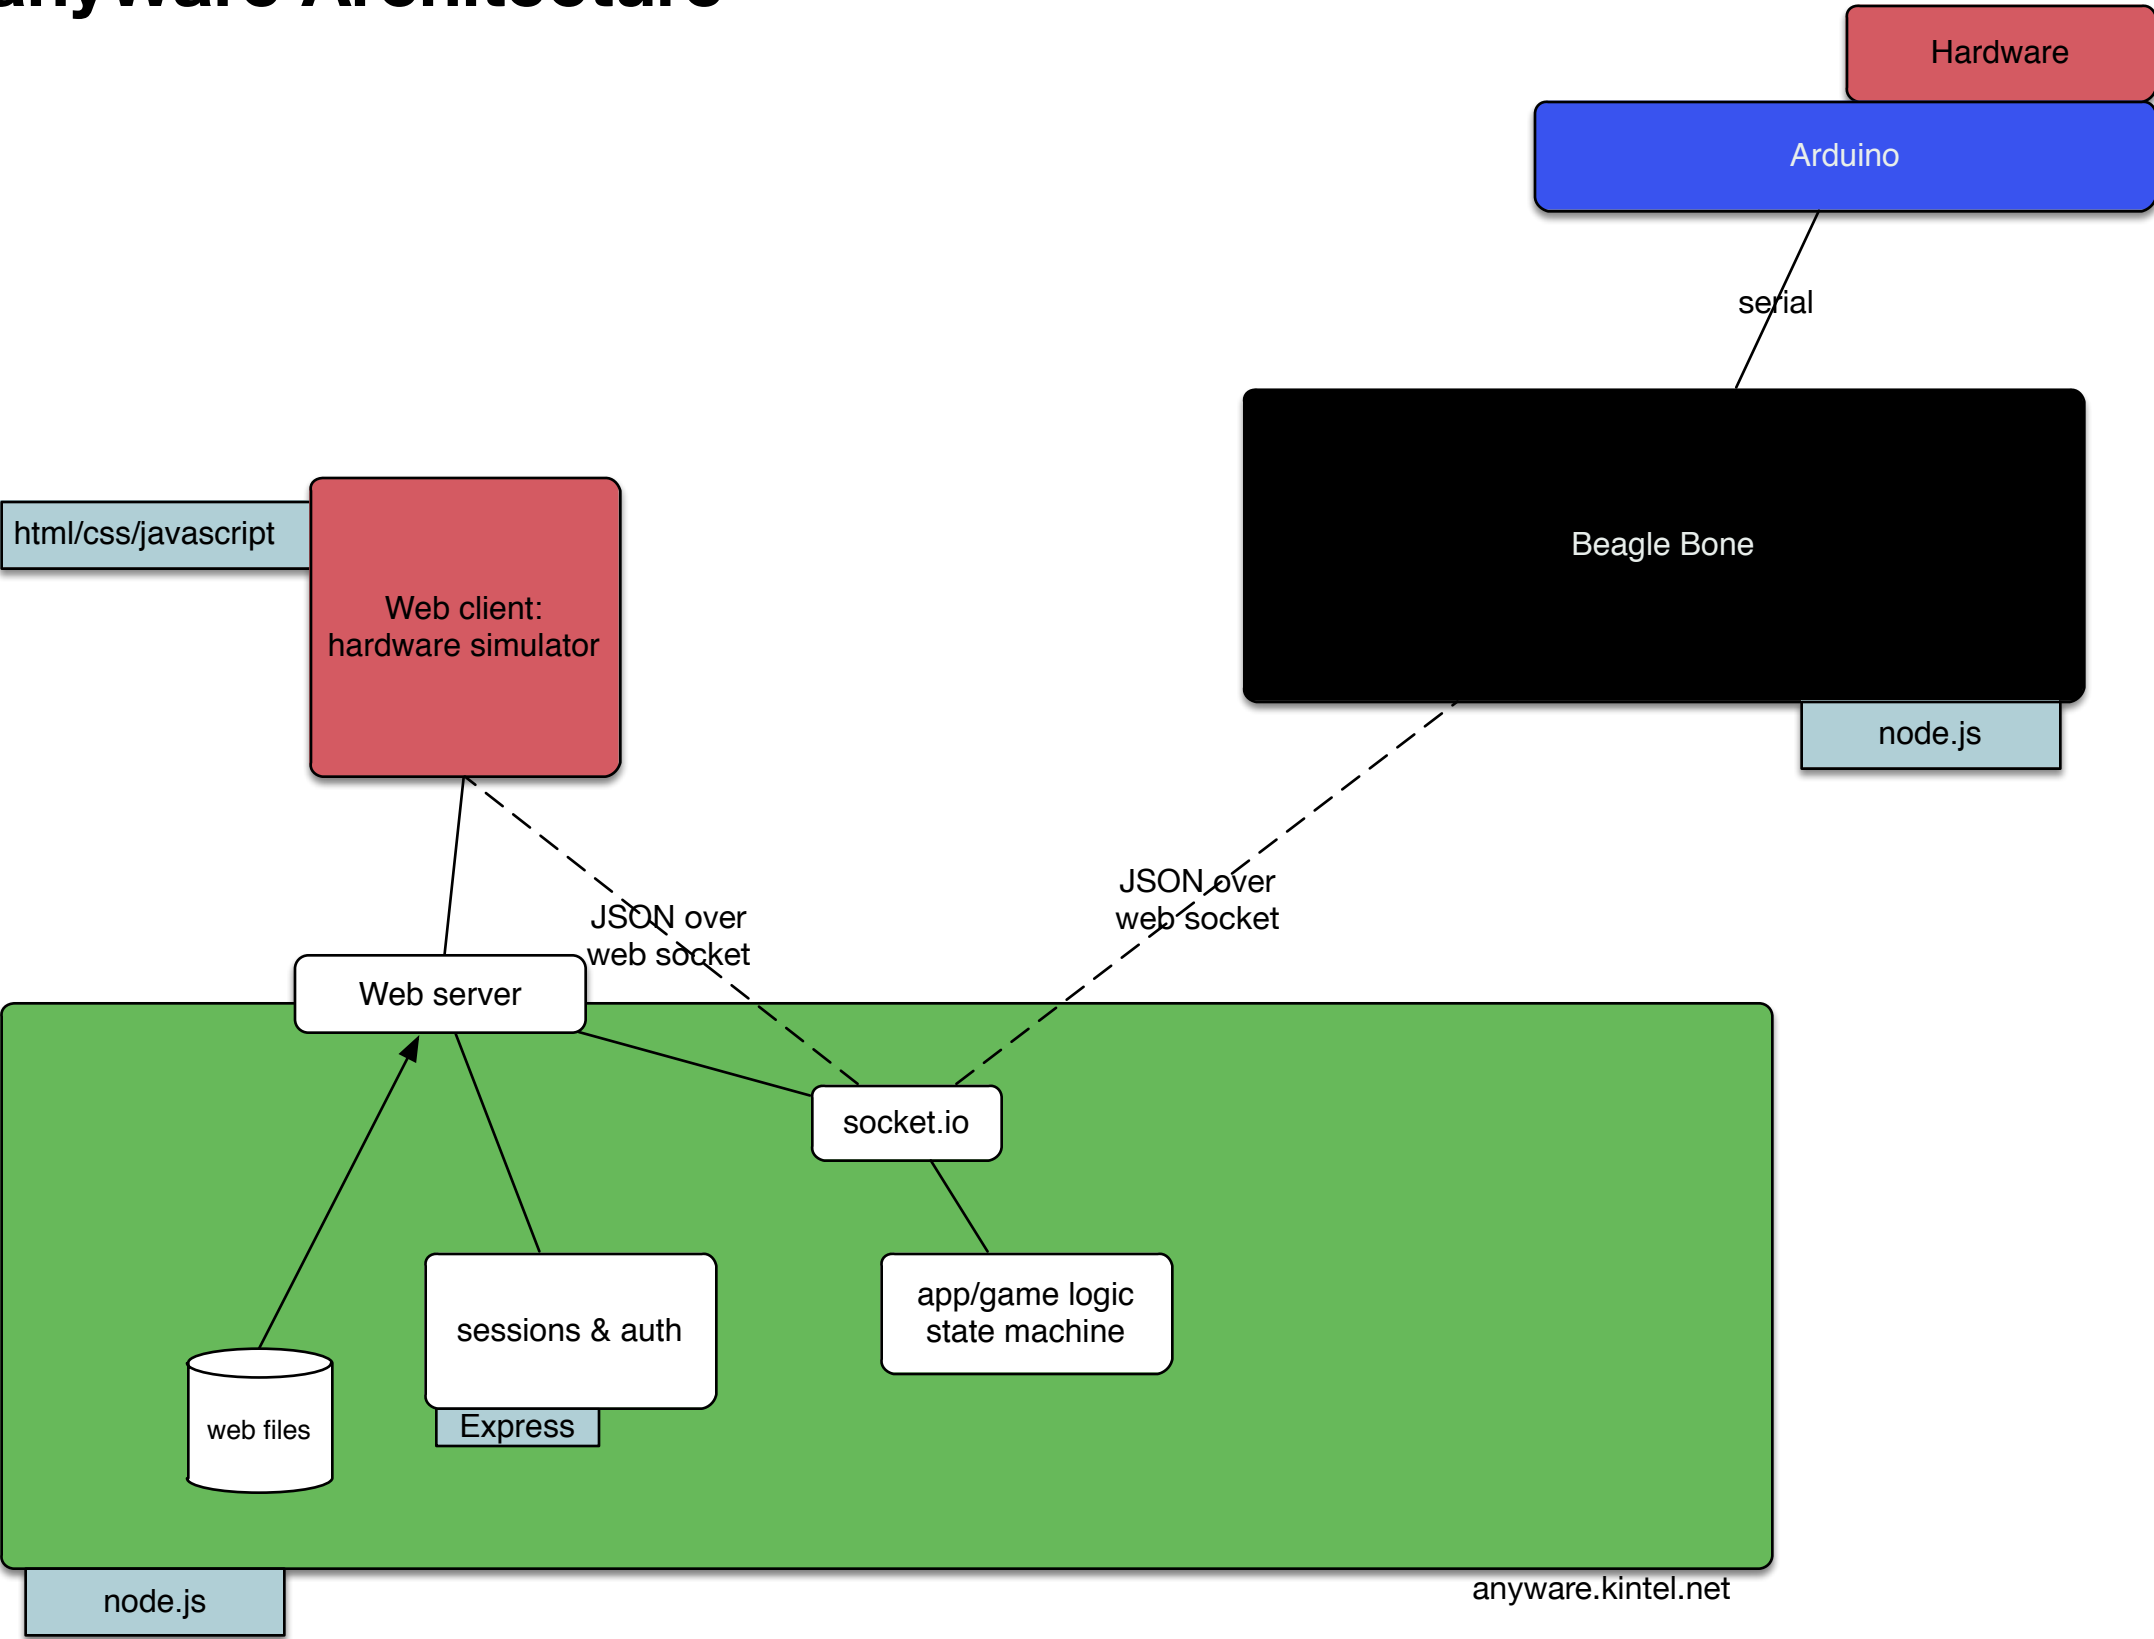 anyware Architecture
Hardware
Arduino
serial
Beagle Bone
node.js
html/css/javascript
Web client:
hardware simulator
JSON over
web socket
JSON over
web socket
Web server
socket.io
app/game logic
state machine
sessions & auth
Express
web files
node.js
anyware.kintel.net